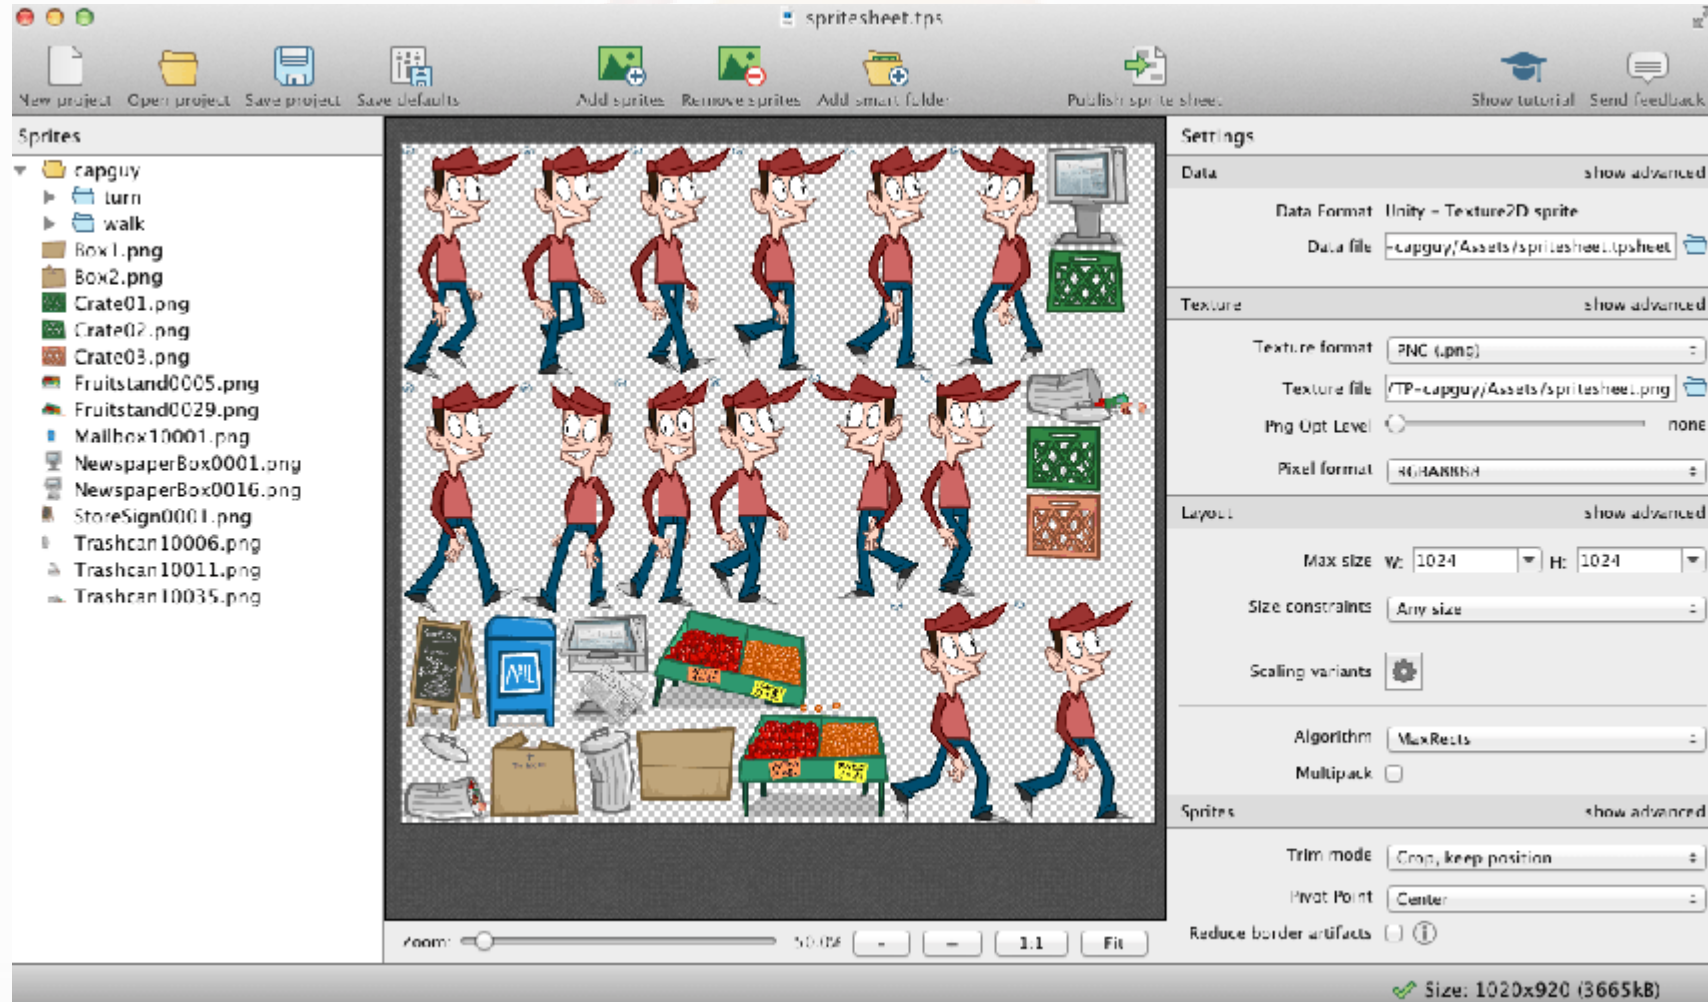 spritesheet.tps
New project Open project Save project Save defaults Add sprites Remove sprites Add smart folder Publish sprite sheet Show tutorial Send feedback
Sprites
capguy
turn
walk
Box1.png
Box2.png
Crate01.png
Crate02.png
Crate03.png
Fruitstand0005.png
Fruitstand0029.png
Mailbox10001.png
NewspaperBox0001.png
NewspaperBox0016.png
StoreSign0001.png
Trashcan10006.png
Trashcan10011.png
Trashcan10035.png
Zoom: 50.0% - 1:1 Fit
Settings
Data show advanced
Data Format Unity - Texture2D sprite
Data file -capguy/Assets/spritesheet.tpsheet
Texture show advanced
Texture format PNG (.png)
Texture file /TP-capguy/Assets/spritesheet.png
Png Opt Level none
Pixel format RGBA8888
Layout show advanced
Max size W: 1024 H: 1024
Size constraints Any size
Scaling variants
Algorithm MaxRects
Multipack
Sprites show advanced
Trim mode Crop, keep position
Pivot Point Center
Reduce border artifacts
Size: 1020x920 (3665kB)